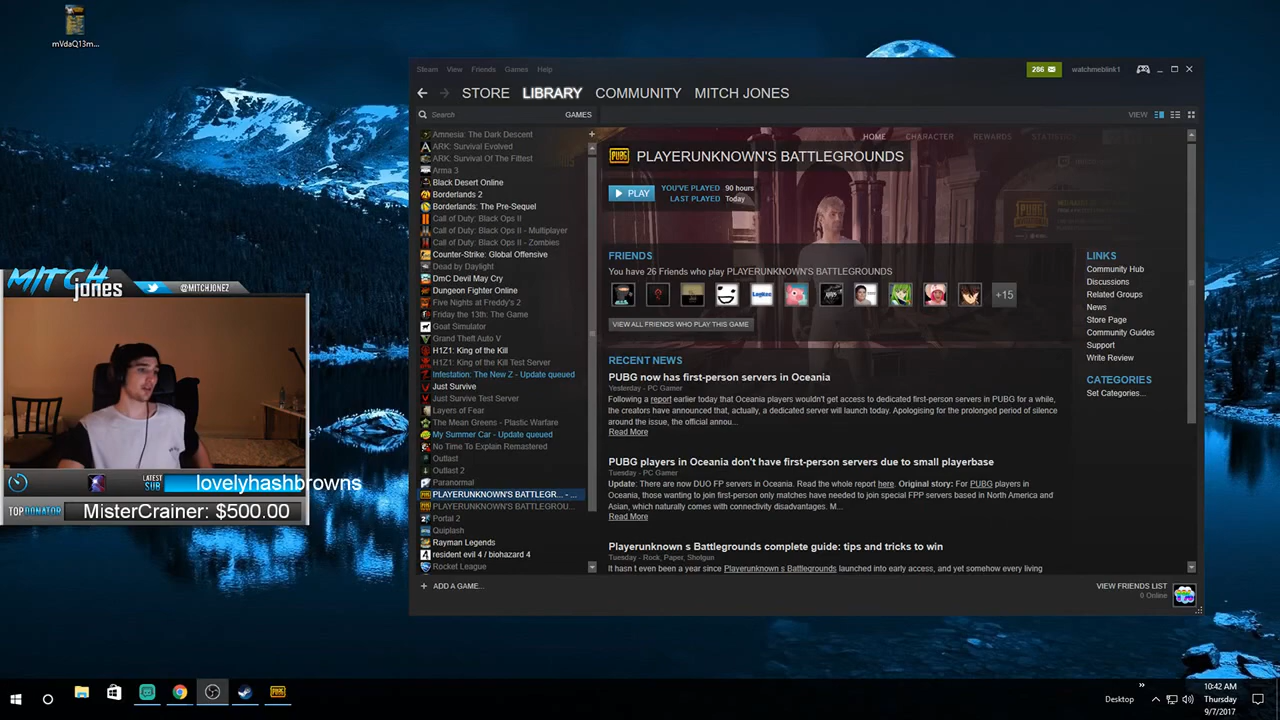 mVdaQ13m...
Steam View Friends Games Help
286
watchmeblink1
STORE LIBRARY COMMUNITY MITCH JONES
Search
GAMES
VIEW
Amnesia: The Dark Descent
ARK: Survival Evolved
ARK: Survival Of The Fittest
Arma 3
Black Desert Online
Borderlands 2
Borderlands: The Pre-Sequel
Call of Duty: Black Ops II
Call of Duty: Black Ops II - Multiplayer
Call of Duty: Black Ops II - Zombies
Counter-Strike: Global Offensive
Dead by Daylight
DmC Devil May Cry
Dungeon Fighter Online
Five Nights at Freddy's 2
Friday the 13th: The Game
Goat Simulator
Grand Theft Auto V
H1Z1: King of the Kill
H1Z1: King of the Kill Test Server
Infestation: The New Z - Update queued
Just Survive
Just Survive Test Server
Layers of Fear
The Mean Greens - Plastic Warfare
My Summer Car - Update queued
No Time To Explain Remastered
Outlast
Outlast 2
Paranormal
PLAYERUNKNOWN'S BATTLEGR... - ...
PLAYERUNKNOWN'S BATTLEGROU...
Portal 2
Quiplash
Rayman Legends
resident evil 4 / biohazard 4
Rocket League
+ ADD A GAME...
HOME CHARACTER REWARDS STATISTICS
PUBG
PLAYERUNKNOWN'S BATTLEGROUNDS
PLAY
YOU'VE PLAYED 90 hours
LAST PLAYED Today
FRIENDS
You have 26 Friends who play PLAYERUNKNOWN'S BATTLEGROUNDS
+15
VIEW ALL FRIENDS WHO PLAY THIS GAME
RECENT NEWS
PUBG now has first-person servers in Oceania
Yesterday - PC Gamer
Following a report earlier today that Oceania players wouldn't get access to dedicated first-person servers in PUBG for a while,
the creators have announced that, actually, a dedicated server will launch today. Apologising for the prolonged period of silence
around the issue, the official annou...
Read More
PUBG players in Oceania don't have first-person servers due to small playerbase
Tuesday - PC Gamer
Update: There are now DUO FP servers in Oceania. Read the whole report here. Original story: For PUBG players in
Oceania, those wanting to join first-person only matches have needed to join special FPP servers based in North America and
Asian, which naturally comes with connectivity disadvantages. M...
Read More
Playerunknown s Battlegrounds complete guide: tips and tricks to win
Tuesday - Rock, Paper, Shotgun
It hasn t even been a year since Playerunknown s Battlegrounds launched into early access, and yet somehow every living
LINKS
Community Hub
Discussions
Related Groups
News
Store Page
Community Guides
Support
Write Review
CATEGORIES
Set Categories...
VIEW FRIENDS LIST
0 Online
MITCH
jones
@MITCHJONEZ
LATEST
SUB
lovelyhashbrowns
TOP DONATOR
MisterCrainer: $500.00
Desktop
10:42 AM
Thursday
9/7/2017